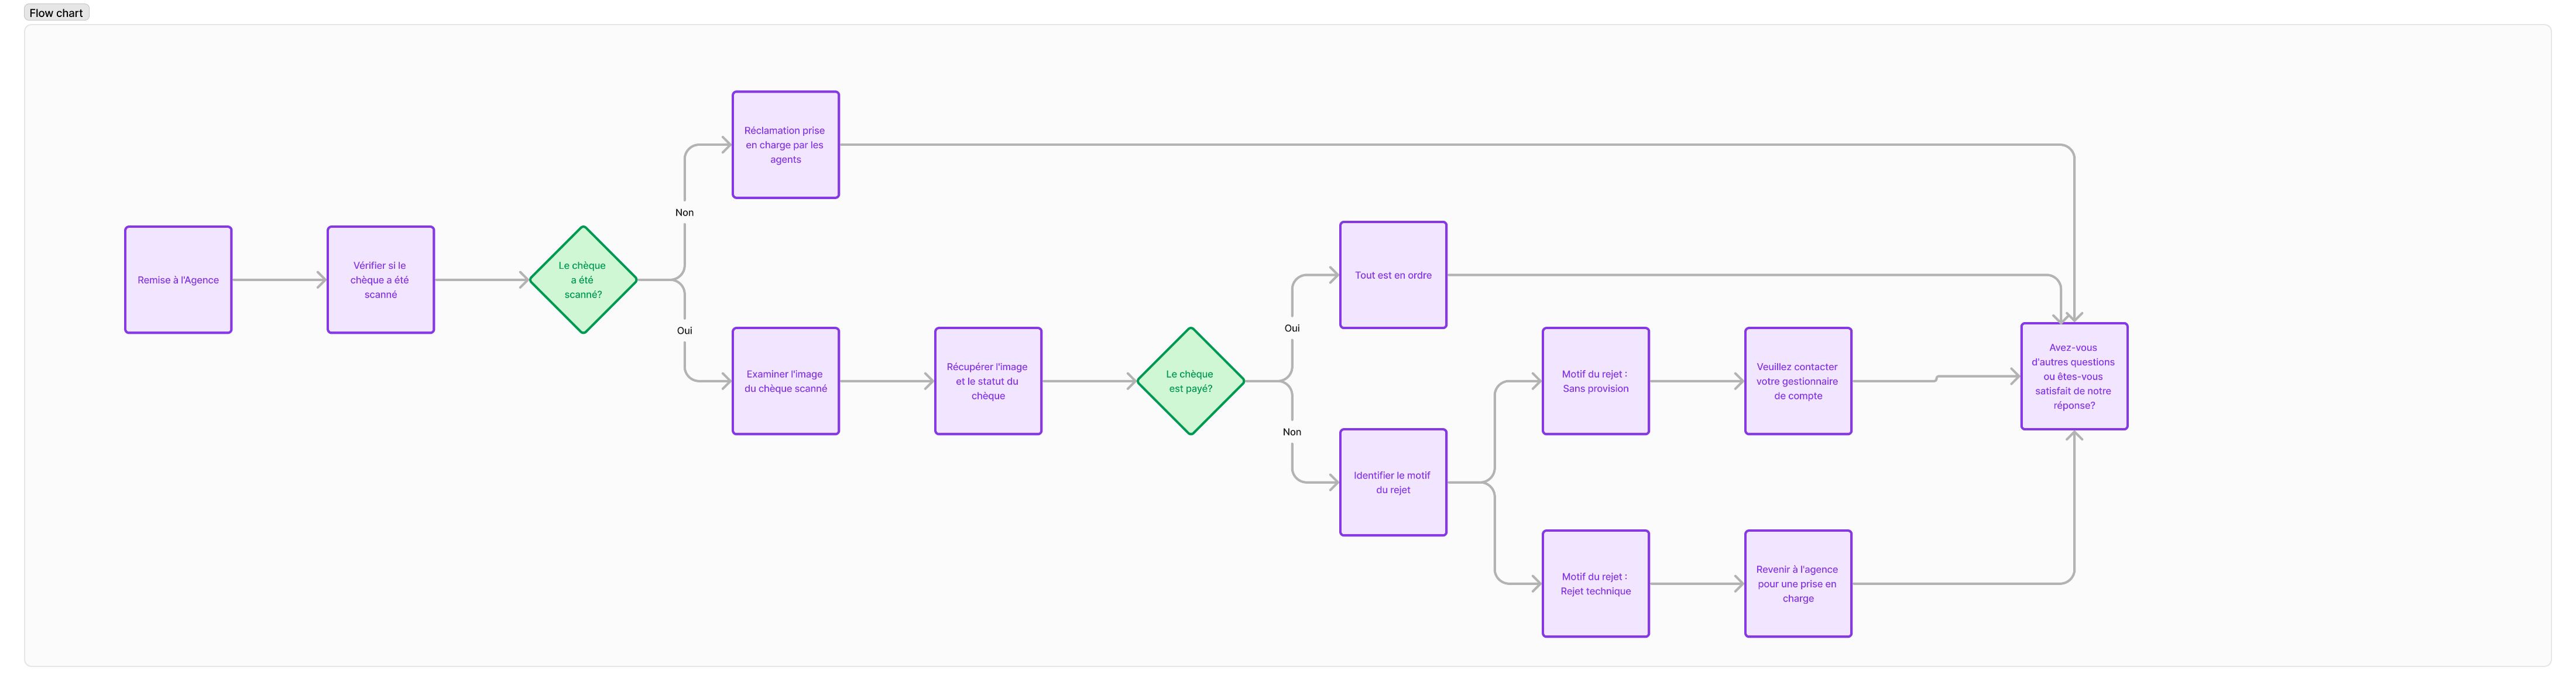 Flow chart
Remise à l'Agence
Vérifier si le
chèque a été
scanné
Le chèque
a été
scanné?
Non
Réclamation prise
en charge par les
agents
Oui
Examiner l'image
du chèque scanné
Récupérer l'image
et le statut du
chèque
Le chèque
est payé?
Oui
Tout est en ordre
Non
Identifier le motif
du rejet
Motif du rejet :
Sans provision
Veuillez contacter
votre gestionnaire
de compte
Motif du rejet :
Rejet technique
Revenir à l'agence
pour une prise en
charge
Avez-vous
d'autres questions
ou êtes-vous
satisfait de notre
réponse?